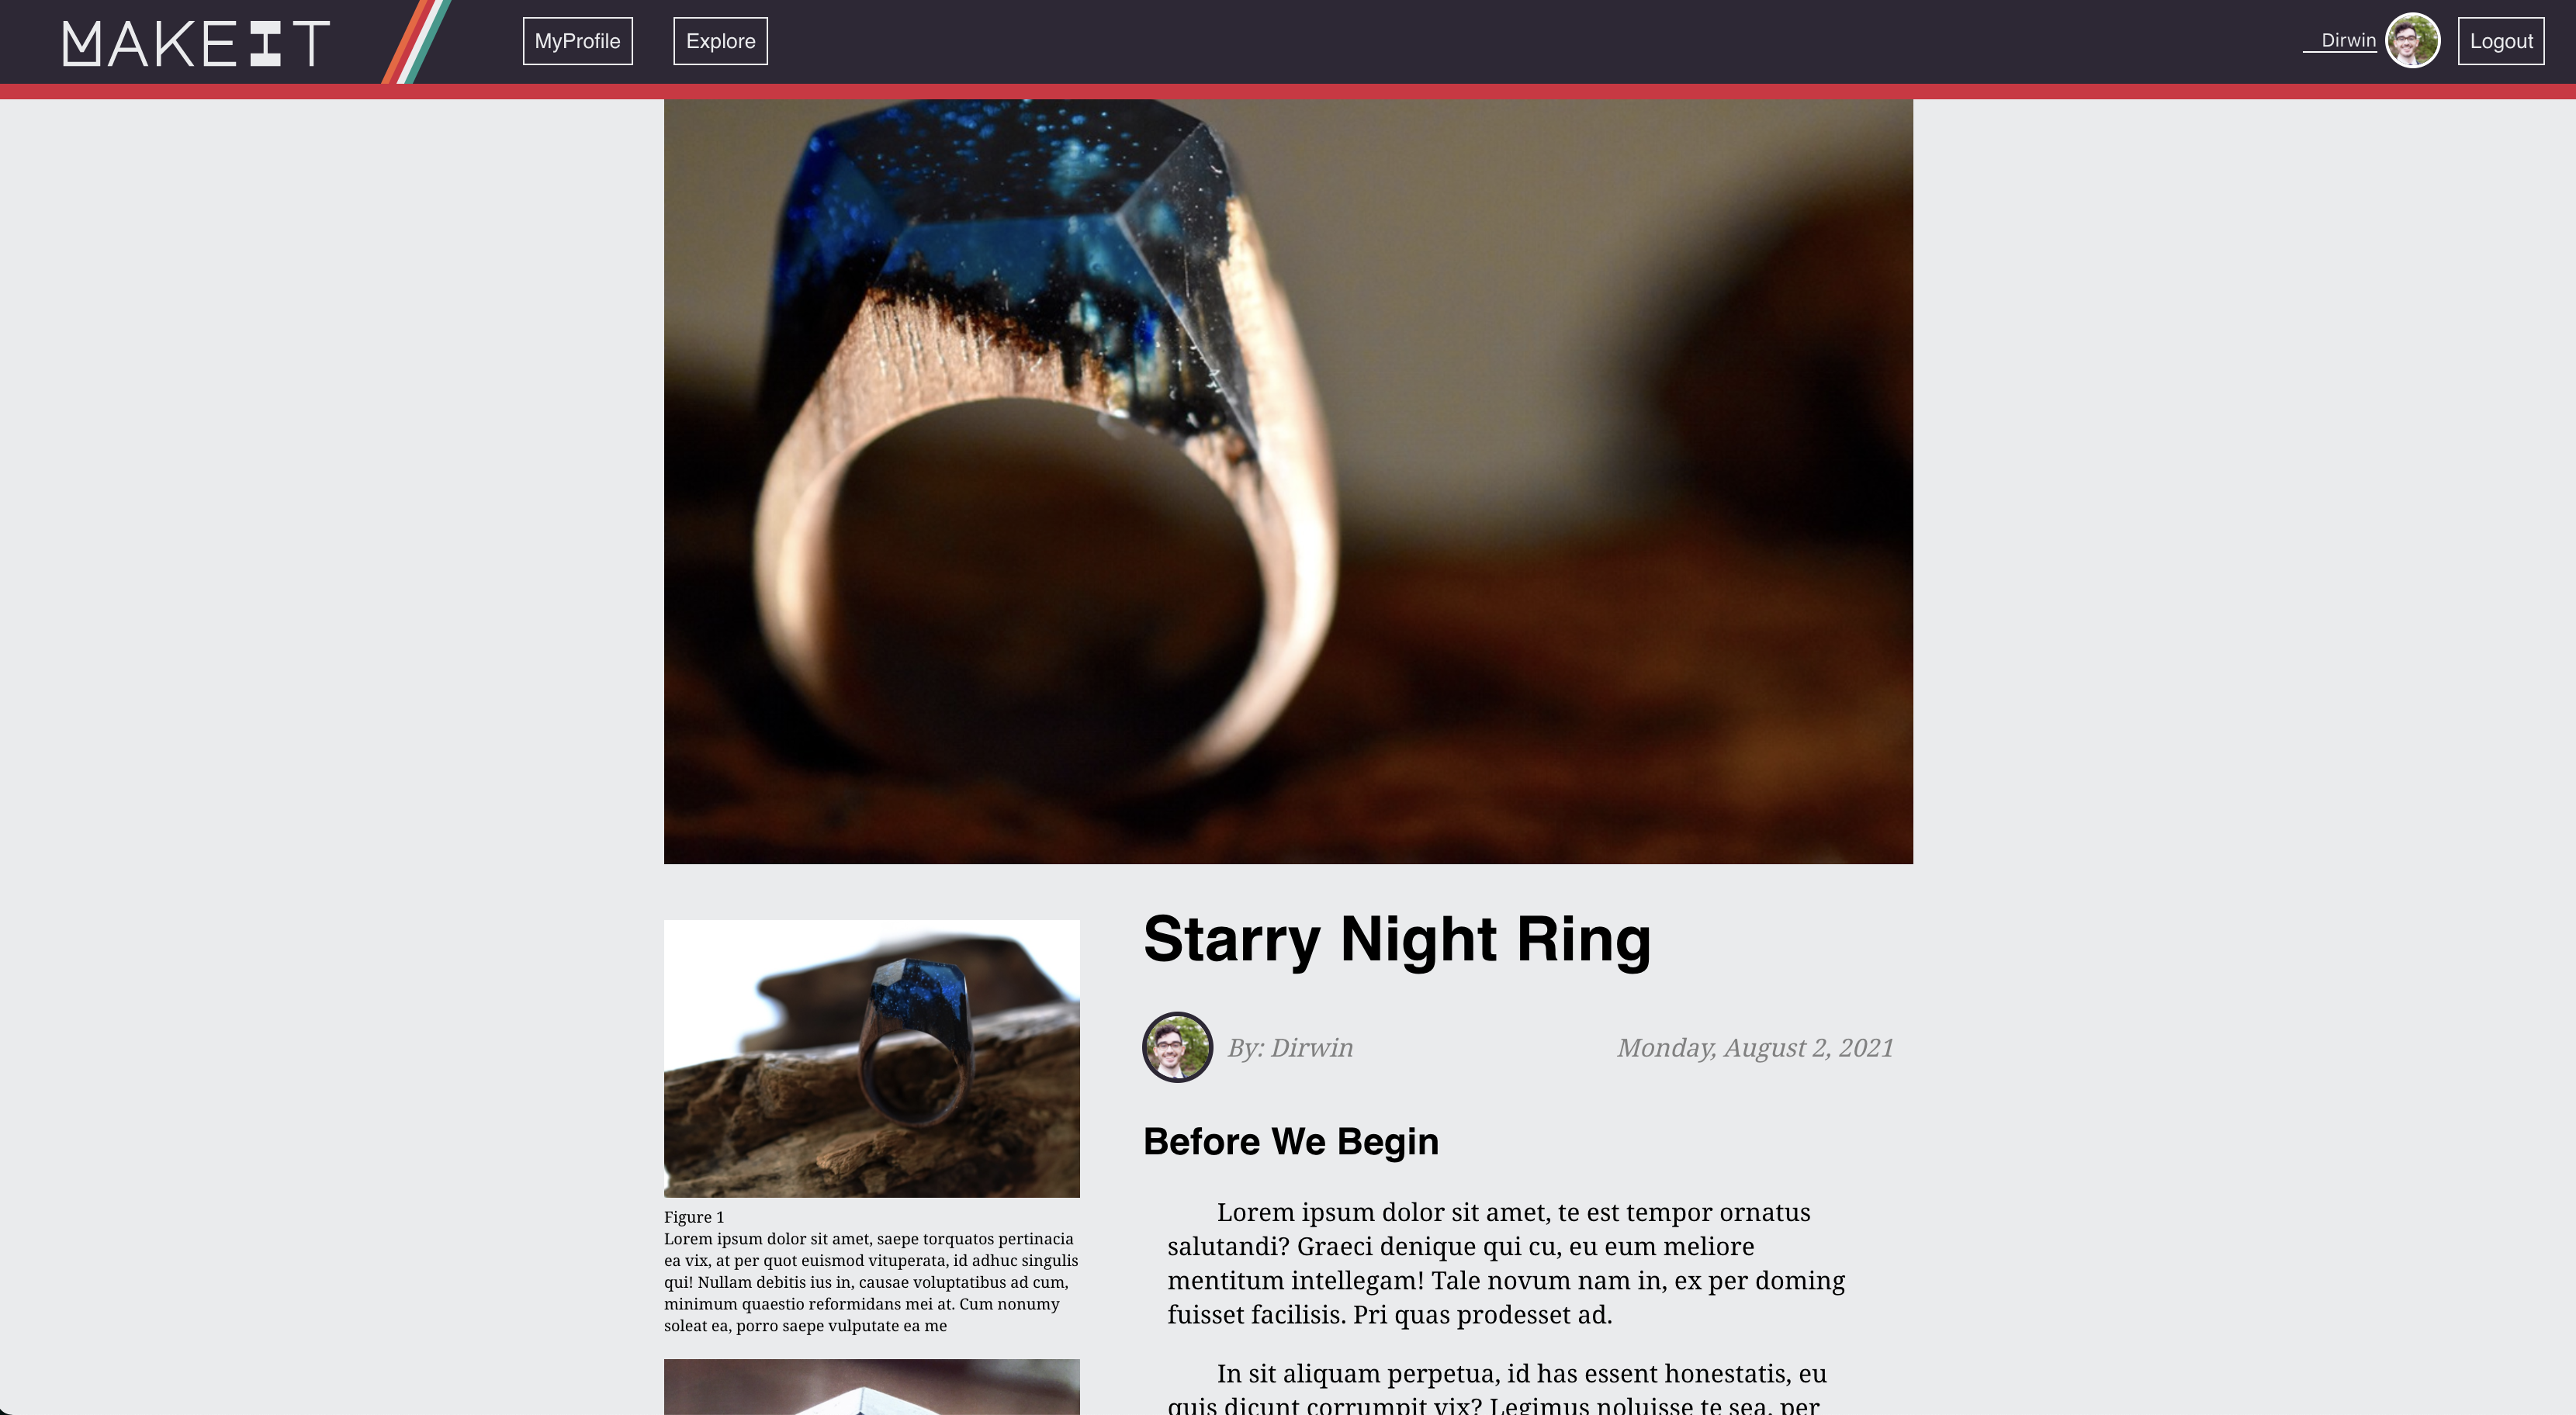 MAKEIT
MyProfile
Explore
Dirwin
Logout
Starry Night Ring
By: Dirwin
Monday, August 2, 2021
Before We Begin
Lorem ipsum dolor sit amet, te est tempor ornatus
salutandi? Graeci denique qui cu, eu eum meliore
mentitum intellegam! Tale novum nam in, ex per doming
fuisset facilisis. Pri quas prodesset ad.
In sit aliquam perpetua, id has essent honestatis, eu
quis dicunt corrumpit vix? Legimus noluisse te sea, per
Figure 1
Lorem ipsum dolor sit amet, saepe torquatos pertinacia
ea vix, at per quot euismod vituperata, id adhuc singulis
qui! Nullam debitis ius in, causae voluptatibus ad cum,
minimum quaestio reformidans mei at. Cum nonumy
soleat ea, porro saepe vulputate ea me